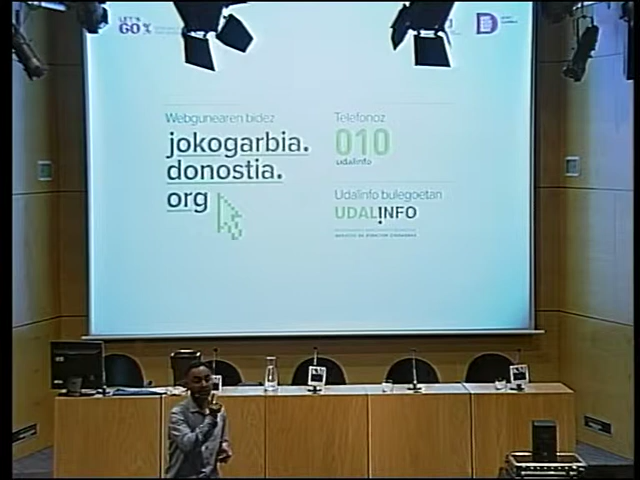 LET'S
GO
Webgunearen bidez
jokogarbia.
donostia.
org
Telefonoz
010
udalinfo
Udalinfo bulegoetan
UDALINFO